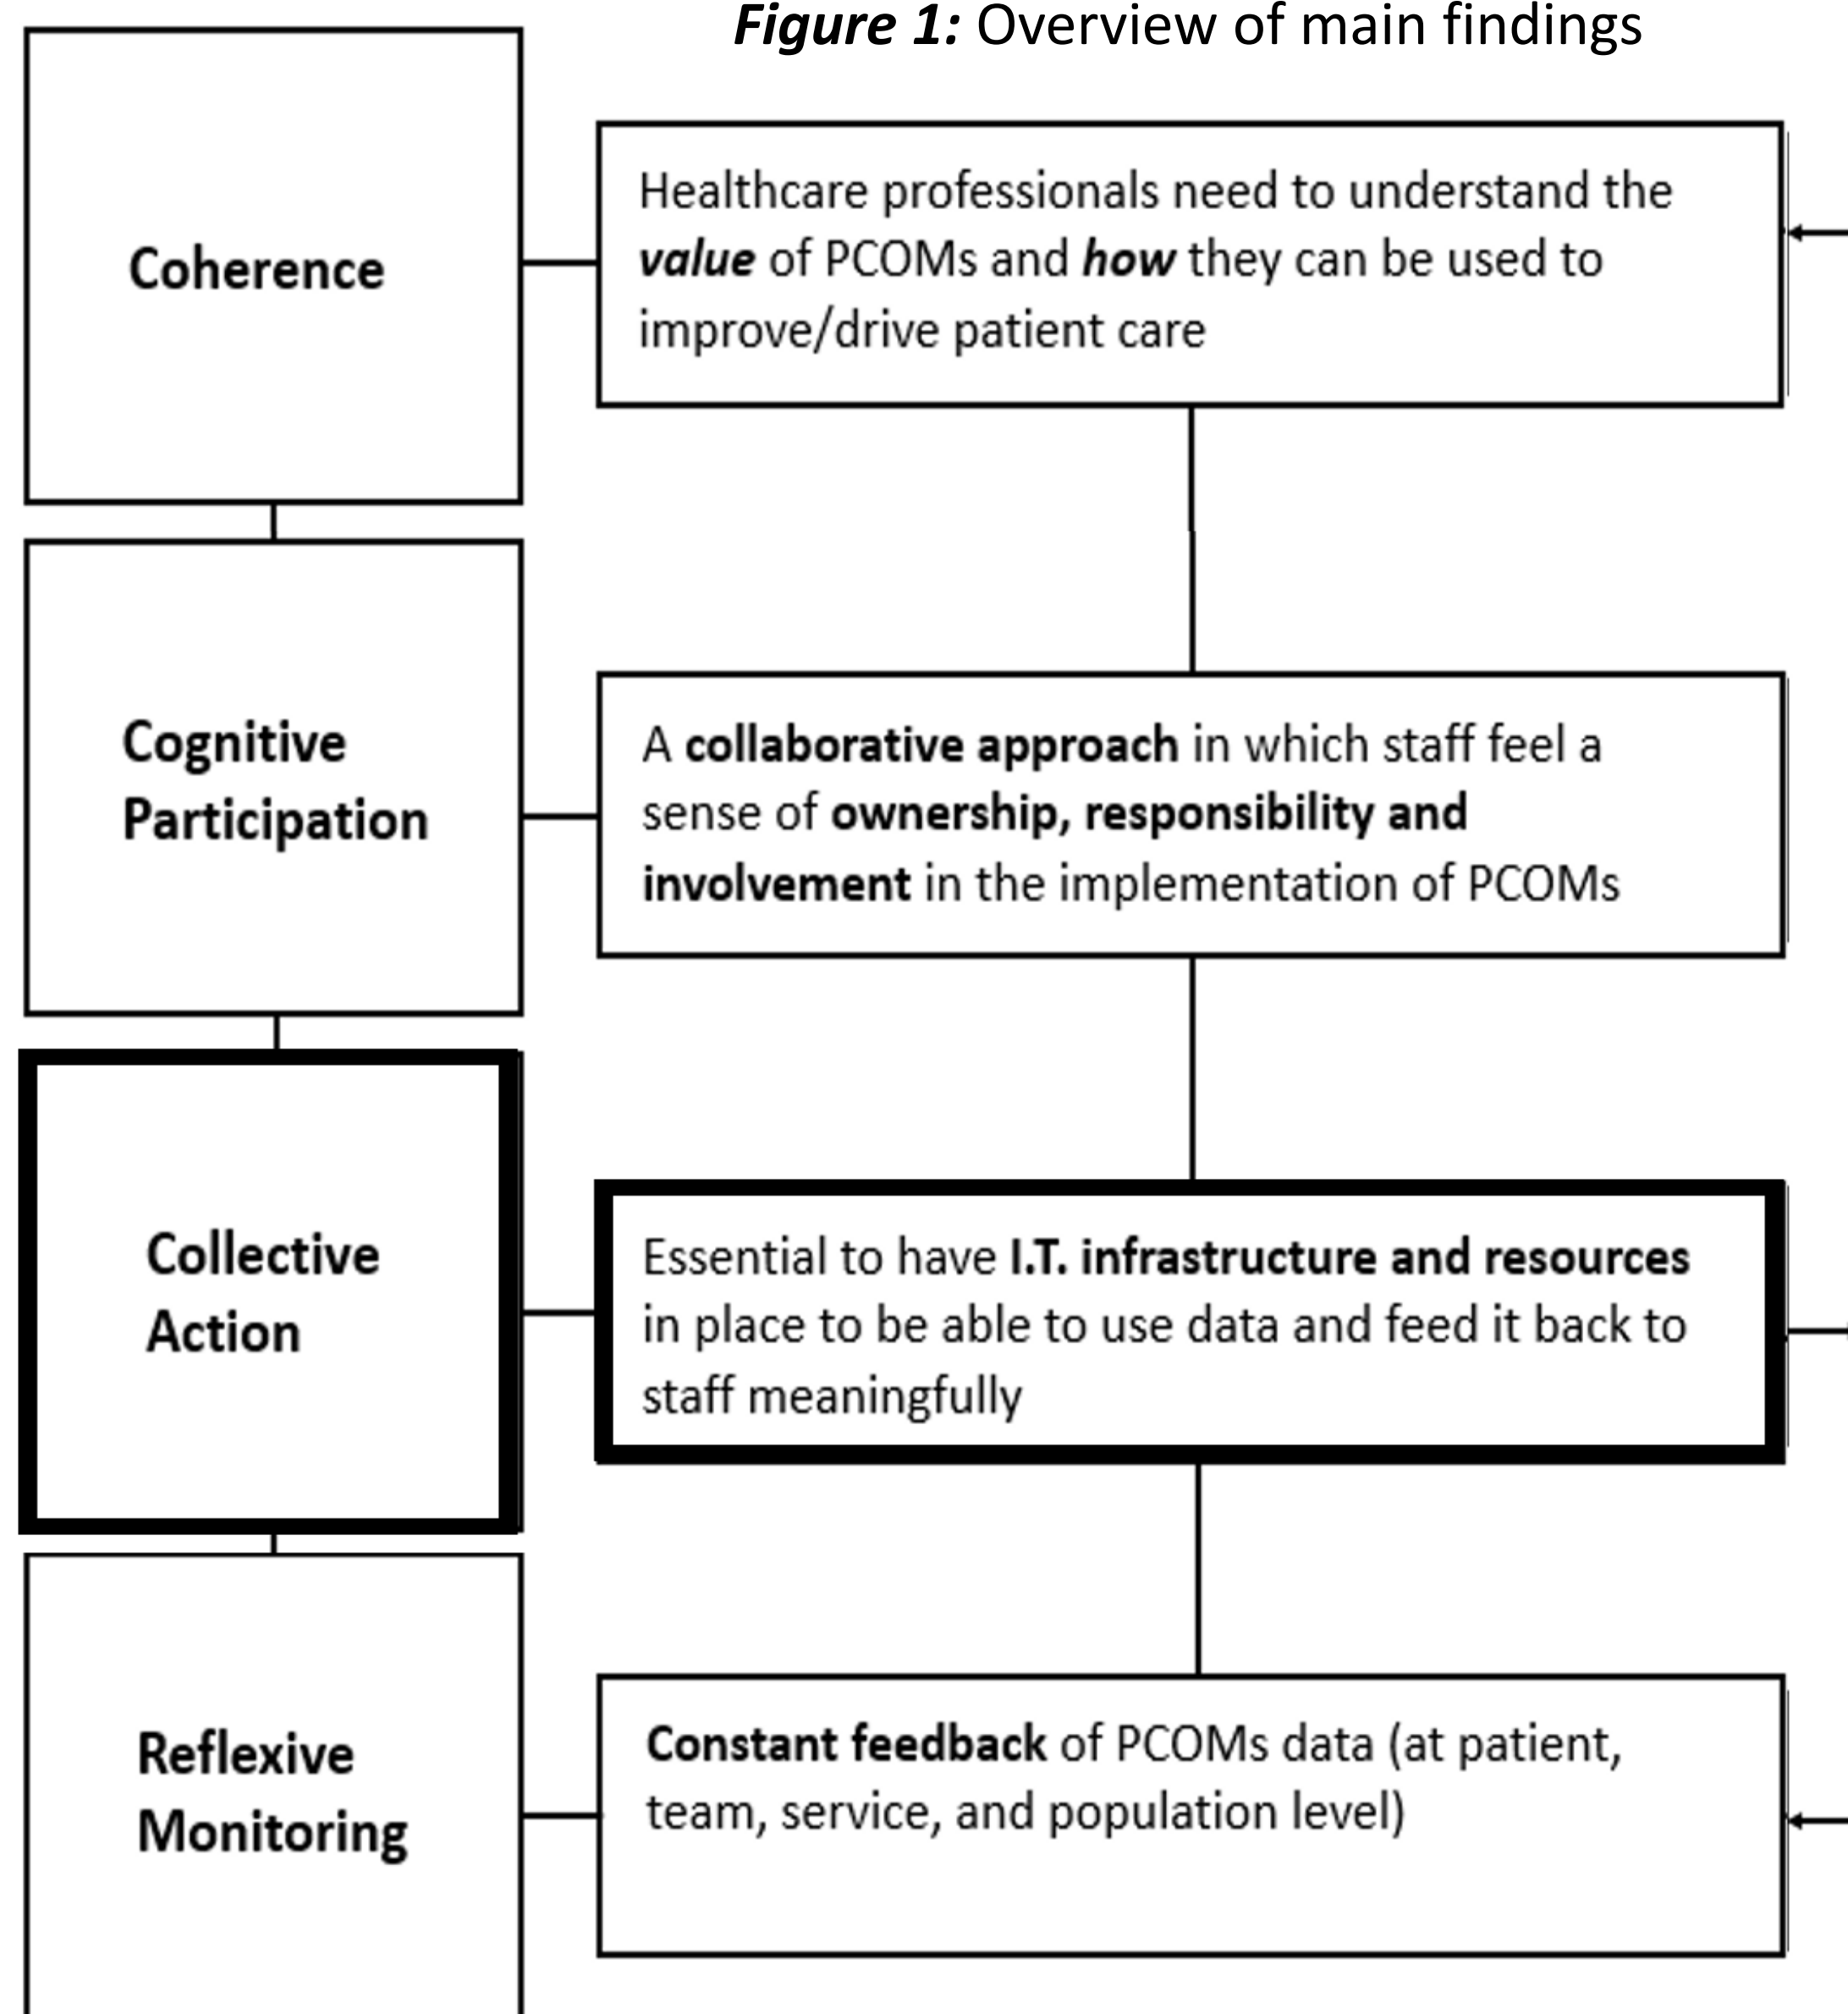 Figure 1: Overview of main findings
Coherence
Healthcare professionals need to understand the
value of PCOMs and how they can be used to
improve/drive patient care
Cognitive
Participation
A collaborative approach in which staff feel a
sense of ownership, responsibility and
involvement in the implementation of PCOMs
Collective
Action
Essential to have I.T. infrastructure and resources
in place to be able to use data and feed it back to
staff meaningfully
Reflexive
Monitoring
Constant feedback of PCOMs data (at patient,
team, service, and population level)